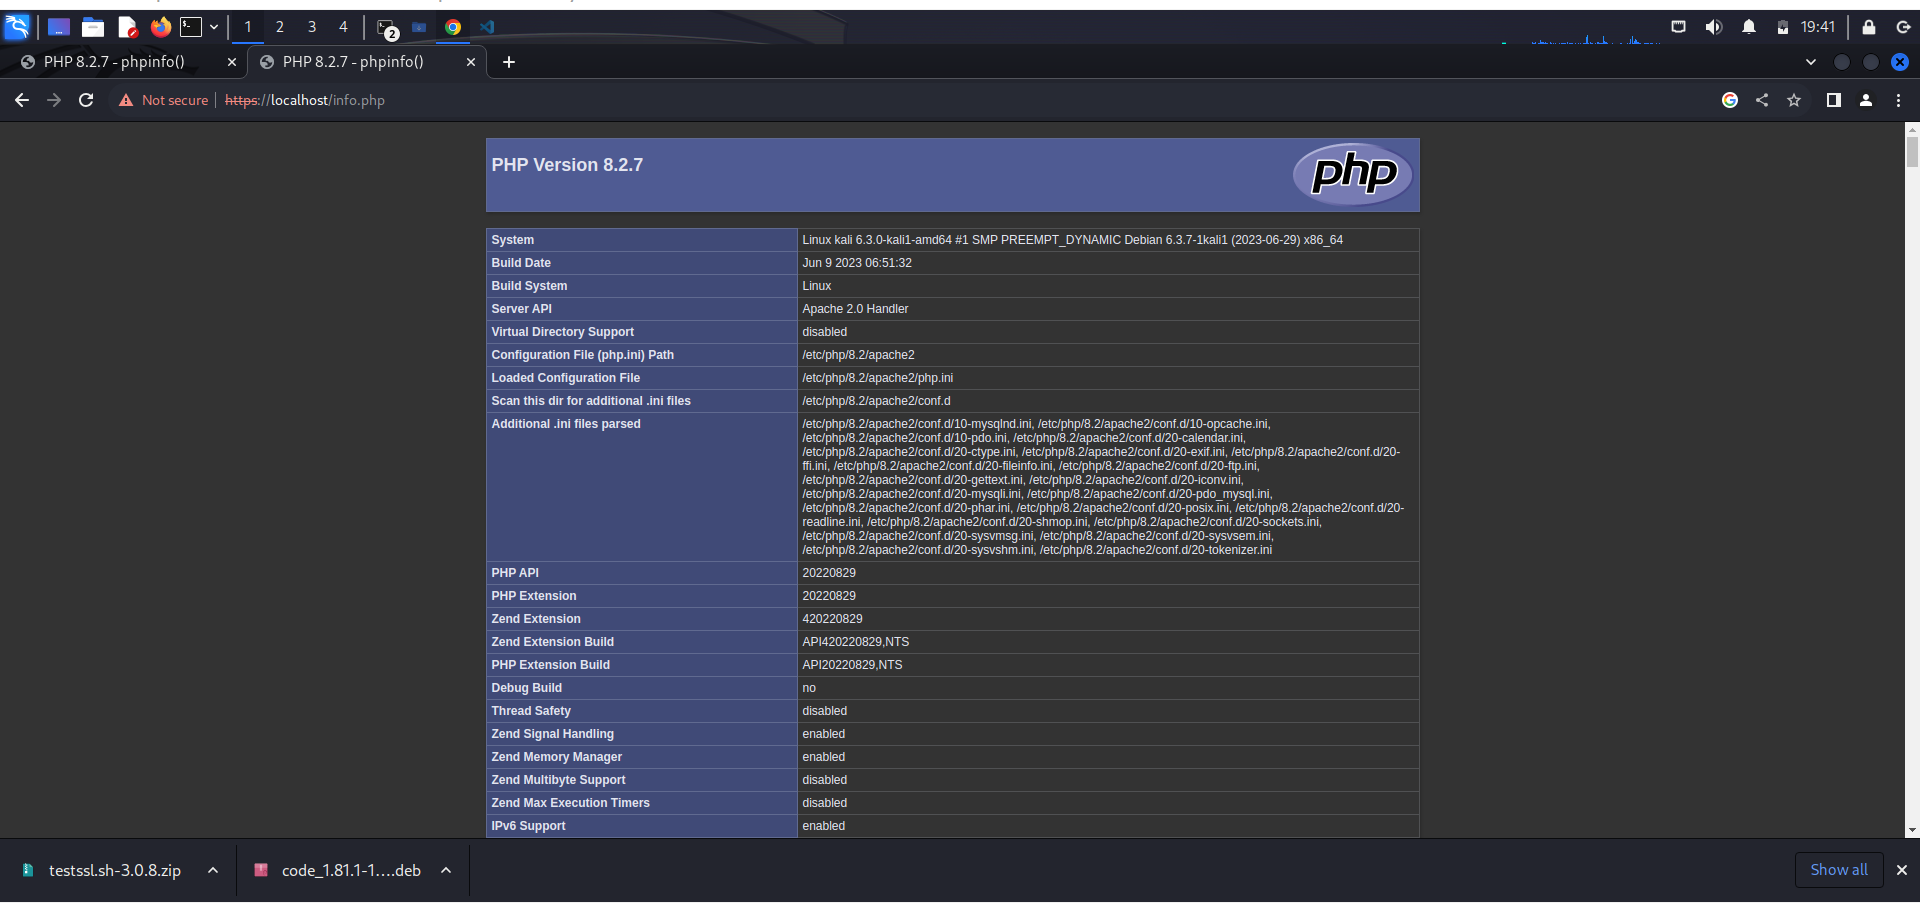 1 2 3 4 2 19:41
PHP 8.2.7 - phpinfo() PHP 8.2.7 - phpinfo()
Not secure https://localhost/info.php
PHP Version 8.2.7 php
System Linux kali 6.3.0-kali1-amd64 #1 SMP PREEMPT_DYNAMIC Debian 6.3.7-1kali1 (2023-06-29) x86_64
Build Date Jun 9 2023 06:51:32
Build System Linux
Server API Apache 2.0 Handler
Virtual Directory Support disabled
Configuration File (php.ini) Path /etc/php/8.2/apache2
Loaded Configuration File /etc/php/8.2/apache2/php.ini
Scan this dir for additional .ini files /etc/php/8.2/apache2/conf.d
Additional .ini files parsed /etc/php/8.2/apache2/conf.d/10-mysqlnd.ini, /etc/php/8.2/apache2/conf.d/10-opcache.ini,
/etc/php/8.2/apache2/conf.d/10-pdo.ini, /etc/php/8.2/apache2/conf.d/20-calendar.ini,
/etc/php/8.2/apache2/conf.d/20-ctype.ini, /etc/php/8.2/apache2/conf.d/20-exif.ini, /etc/php/8.2/apache2/conf.d/20-
ffi.ini, /etc/php/8.2/apache2/conf.d/20-fileinfo.ini, /etc/php/8.2/apache2/conf.d/20-ftp.ini,
/etc/php/8.2/apache2/conf.d/20-gettext.ini, /etc/php/8.2/apache2/conf.d/20-iconv.ini,
/etc/php/8.2/apache2/conf.d/20-mysqli.ini, /etc/php/8.2/apache2/conf.d/20-pdo_mysql.ini,
/etc/php/8.2/apache2/conf.d/20-phar.ini, /etc/php/8.2/apache2/conf.d/20-posix.ini, /etc/php/8.2/apache2/conf.d/20-
readline.ini, /etc/php/8.2/apache2/conf.d/20-shmop.ini, /etc/php/8.2/apache2/conf.d/20-sockets.ini,
/etc/php/8.2/apache2/conf.d/20-sysvmsg.ini, /etc/php/8.2/apache2/conf.d/20-sysvsem.ini,
/etc/php/8.2/apache2/conf.d/20-sysvshm.ini, /etc/php/8.2/apache2/conf.d/20-tokenizer.ini
PHP API 20220829
PHP Extension 20220829
Zend Extension 420220829
Zend Extension Build API420220829,NTS
PHP Extension Build API20220829,NTS
Debug Build no
Thread Safety disabled
Zend Signal Handling enabled
Zend Memory Manager enabled
Zend Multibyte Support disabled
Zend Max Execution Timers disabled
IPv6 Support enabled
testssl.sh-3.0.8.zip code_1.81.1-1....deb Show all